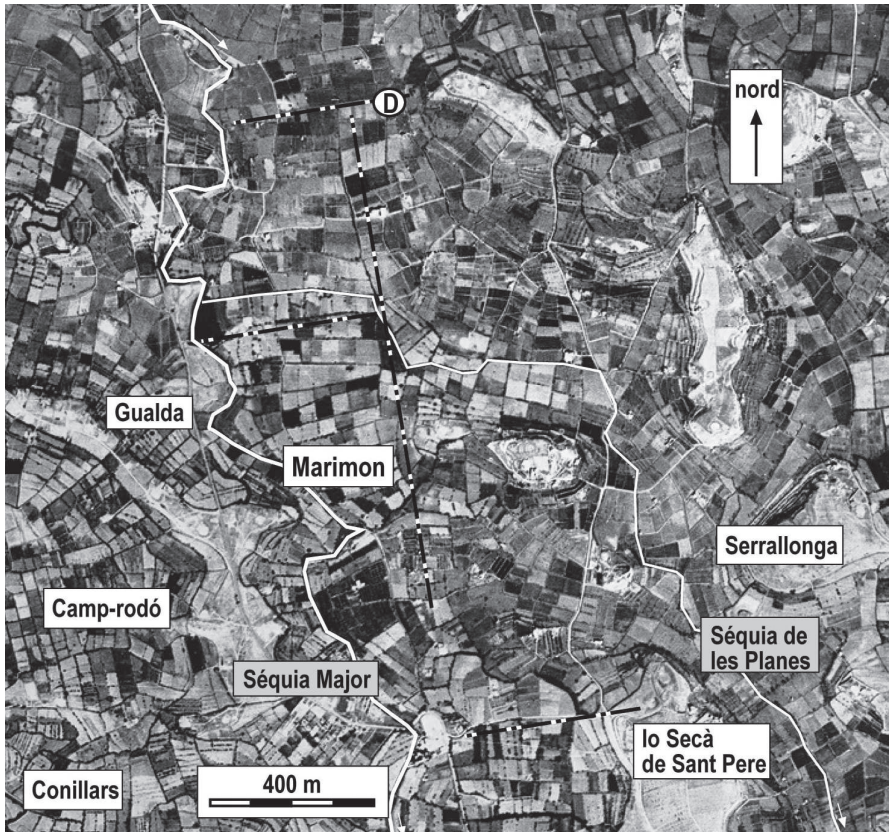 D
nord
Gualda
Marimon
Serrallonga
Camp-rodó
Séquia de
les Planes
Séquia Major
lo Secà
de Sant Pere
Conillars
400 m